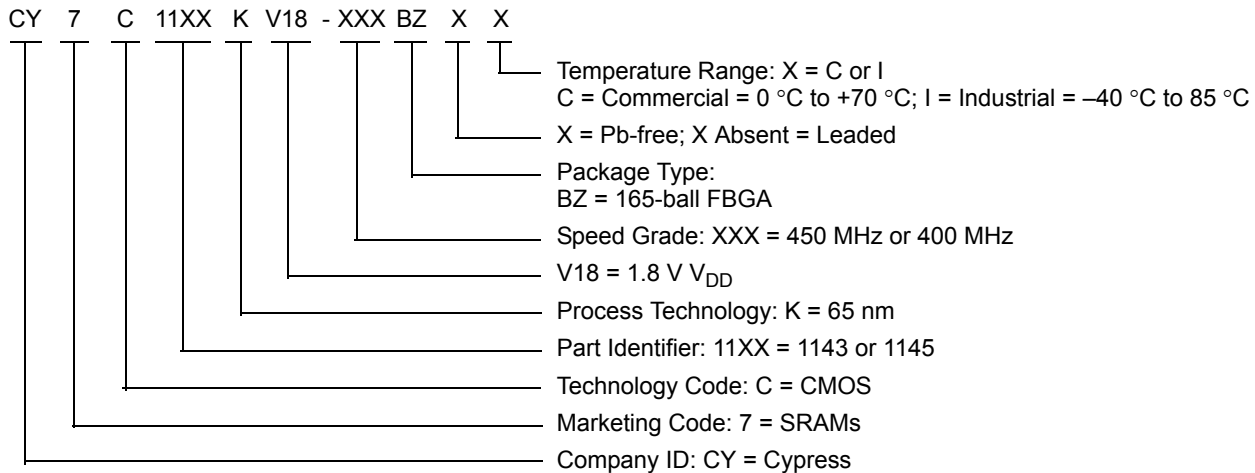 CY 7 C 11XX K V18 - XXX BZ X X
Temperature Range: X = C or I
C = Commercial = 0 °C to +70 °C; I = Industrial = –40 °C to 85 °C
X = Pb-free; X Absent = Leaded
Package Type:
BZ = 165-ball FBGA
Speed Grade: XXX = 450 MHz or 400 MHz
V18 = 1.8 V VDD
Process Technology: K = 65 nm
Part Identifier: 11XX = 1143 or 1145
Technology Code: C = CMOS
Marketing Code: 7 = SRAMs
Company ID: CY = Cypress